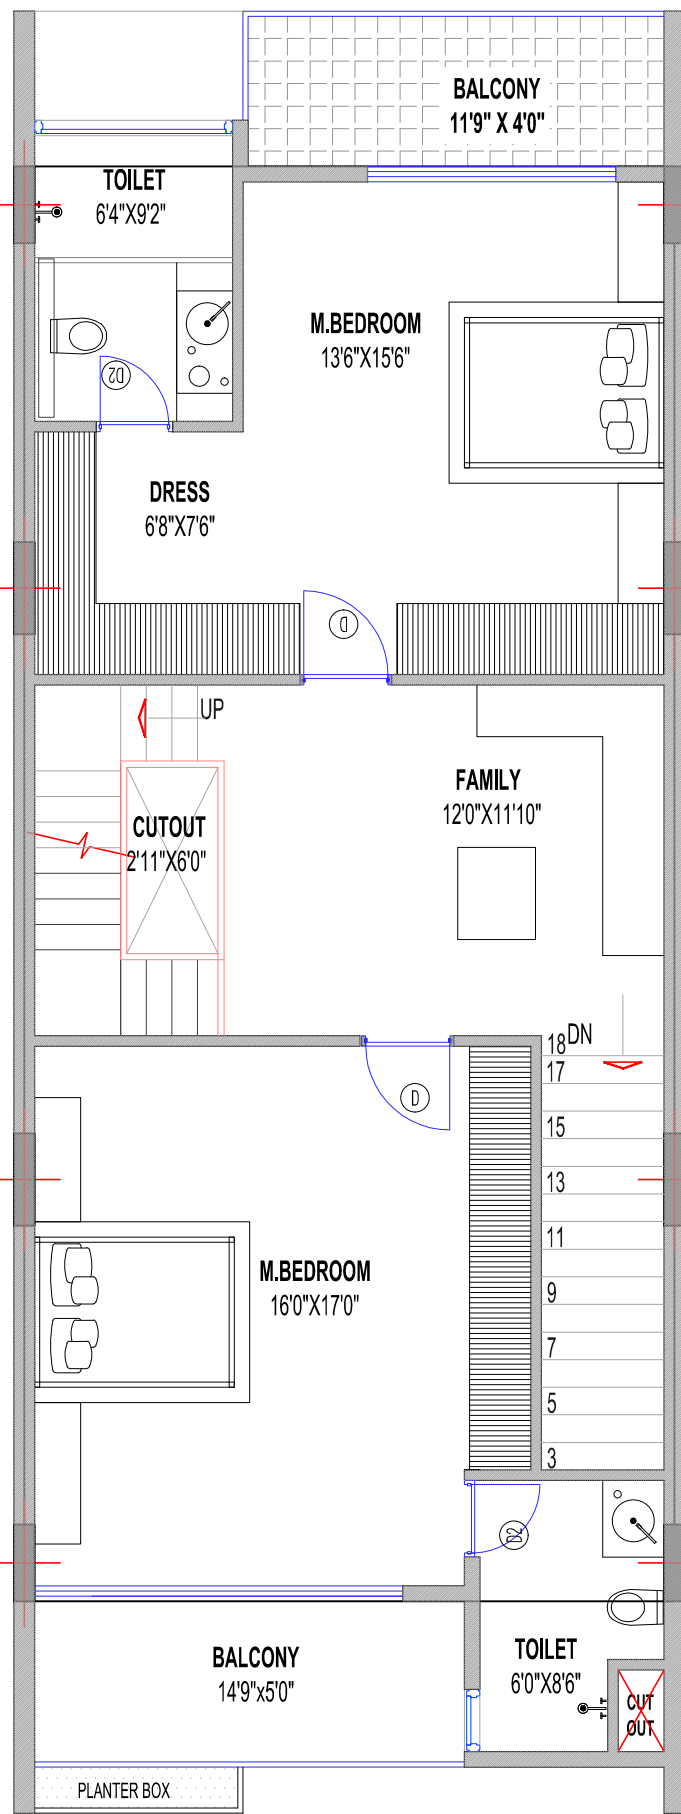 BALCONY
11'9" X 4'0"
TOILET
6'4"X9'2"
M.BEDROOM
13'6"X15'6"
D2
DRESS
6'8"X7'6"
D
UP
FAMILY
12'0"X11'10"
CUTOUT
2'11"X6'0"
DN
18
17
15
13
11
9
7
5
3
D
M.BEDROOM
16'0"X17'0"
D2
BALCONY
14'9"x5'0"
TOILET
6'0"X8'6"
CUT
OUT
PLANTER BOX